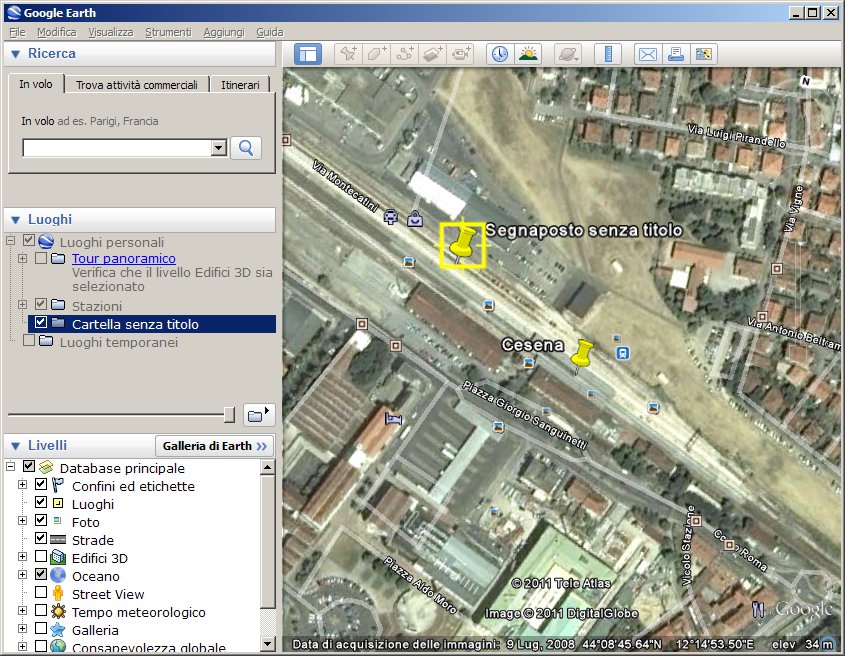 Google Earth
File Modifica Visualizza Strumenti Aggiungi Guida
Ricerca
In volo Trova attività commerciali Itinerari
In volo ad es. Parigi, Francia
Luoghi
Luoghi personali
Tour panoramico
Verifica che il livello Edifici 3D sia
selezionato
Stazioni
Cartella senza titolo
Luoghi temporanei
Livelli
Galleria di Earth »
Database principale
Confini ed etichette
Luoghi
Foto
Strade
Edifici 3D
Oceano
Street View
Tempo meteorologico
Galleria
Consapevolezza globale
N
Via Luigi Pirandello
Via Montecatini
Via Vigne
Segnaposto senza titolo
Via Antonio Beltram
Cesena
Piazza Giorgio Sanguinetti
Vicolo Stazione
Corso Roma
Piazza Aldo Moro
© 2011 Tele Atlas
Image © 2011 DigitalGlobe
Google
Data di acquisizione delle immagini: 9 Lug, 2008 44°08'45.64"N 12°14'53.50"E elev 34 m